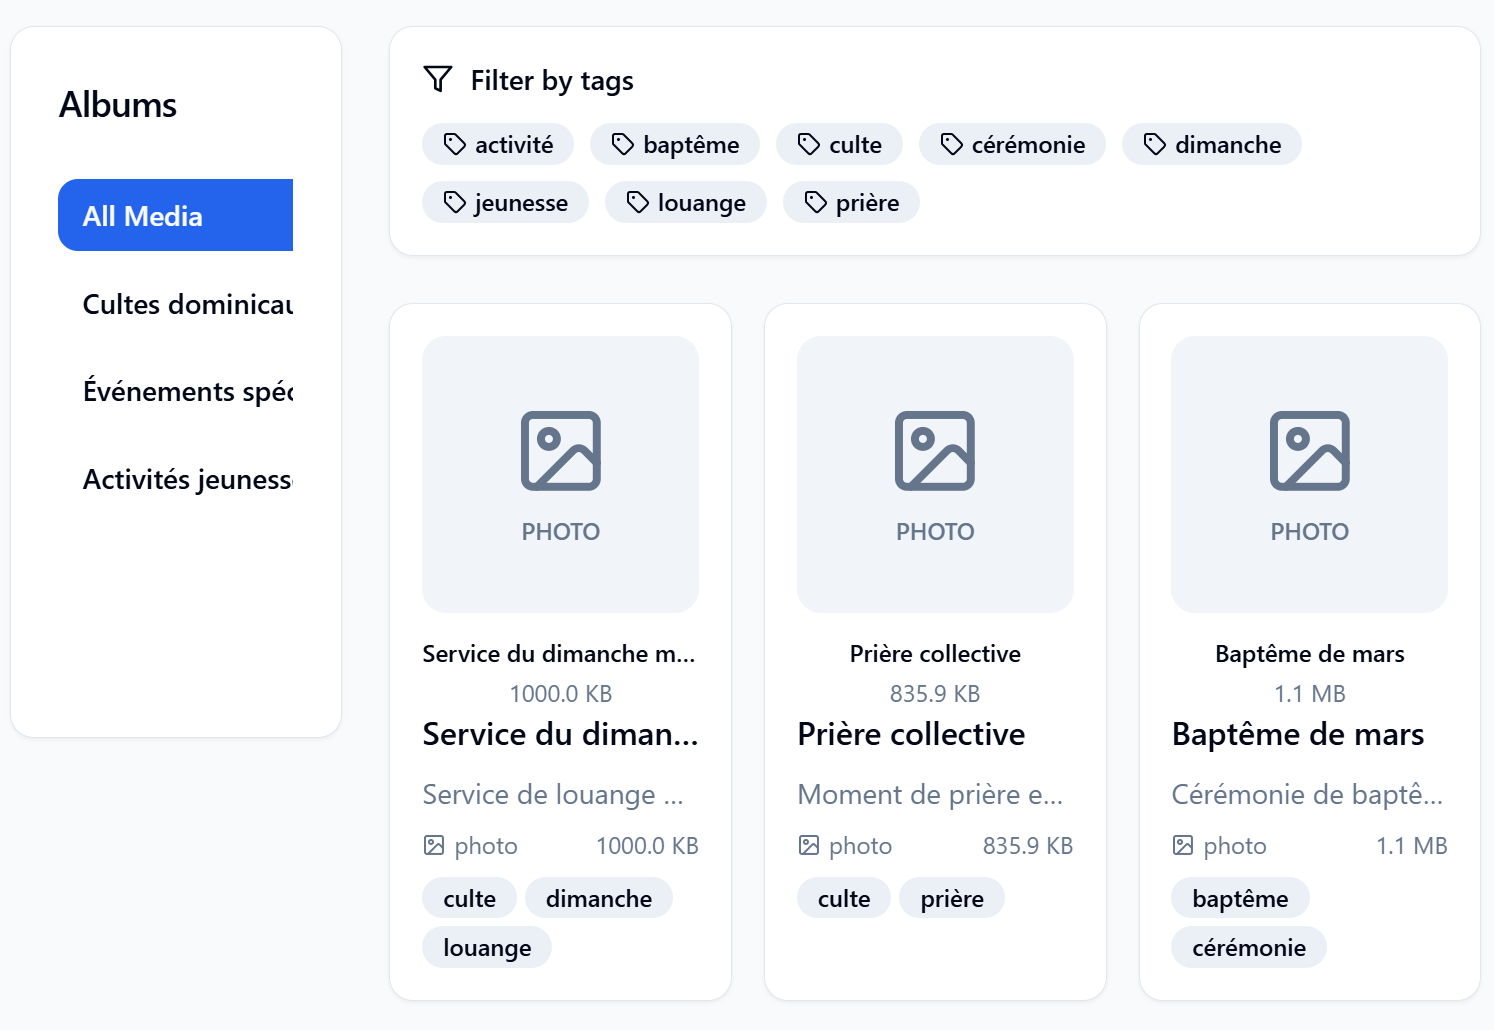 Albums
All Media
Cultes dominicau
Événements spéc
Activités jeuness
Filter by tags
activité baptême culte cérémonie dimanche
jeunesse louange prière
PHOTO PHOTO PHOTO
Service du dimanche m... Prière collective Baptême de mars
1000.0 KB 835.9 KB 1.1 MB
Service du diman... Prière collective Baptême de mars
Service de louange ... Moment de prière e... Cérémonie de baptê...
photo 1000.0 KB photo 835.9 KB photo 1.1 MB
culte dimanche culte prière baptême
louange cérémonie